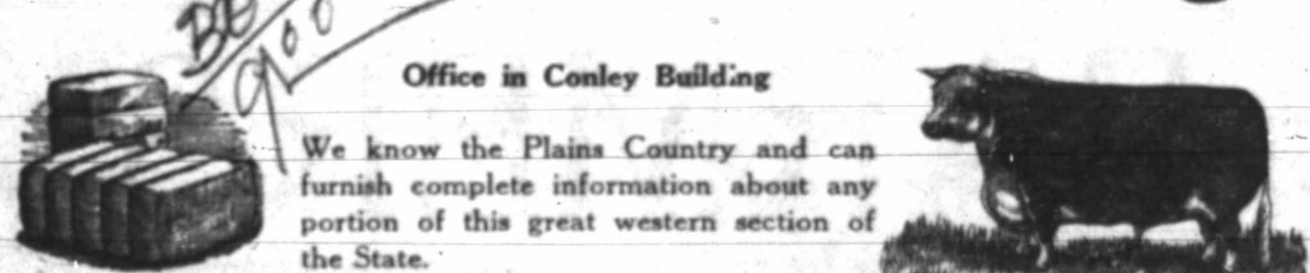 Office in Conley Building
We know the Plains Country and can
furnish complete information about any
portion of this great western section of
the State.